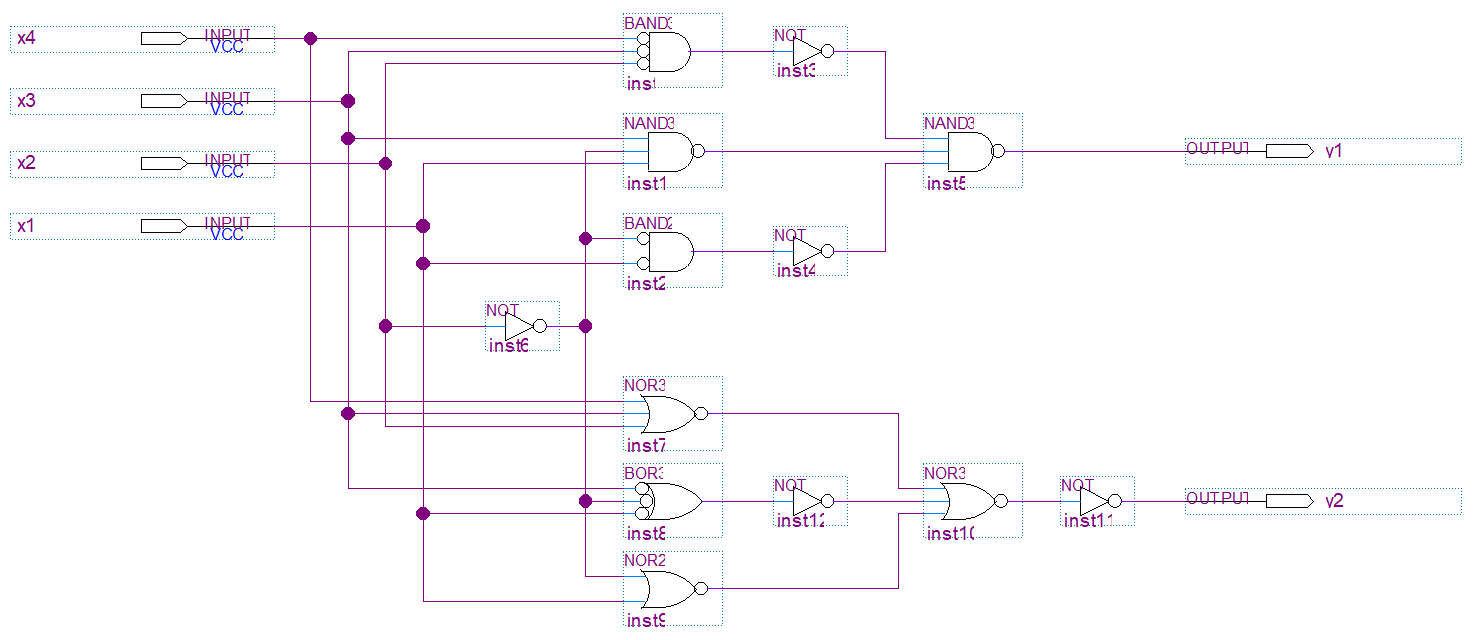 x4 INPUT VCC
x3 INPUT VCC
x2 INPUT VCC
x1 INPUT VCC
BAND3
inst
NOT
inst3
NAND3
inst1
NAND3
inst5
OUTPUT y1
BAND2
inst2
NOT
inst4
NOT
inst6
NOR3
inst7
BOR3
inst8
NOT
inst12
NOR3
inst10
NOT
inst11
OUTPUT y2
NOR2
inst9